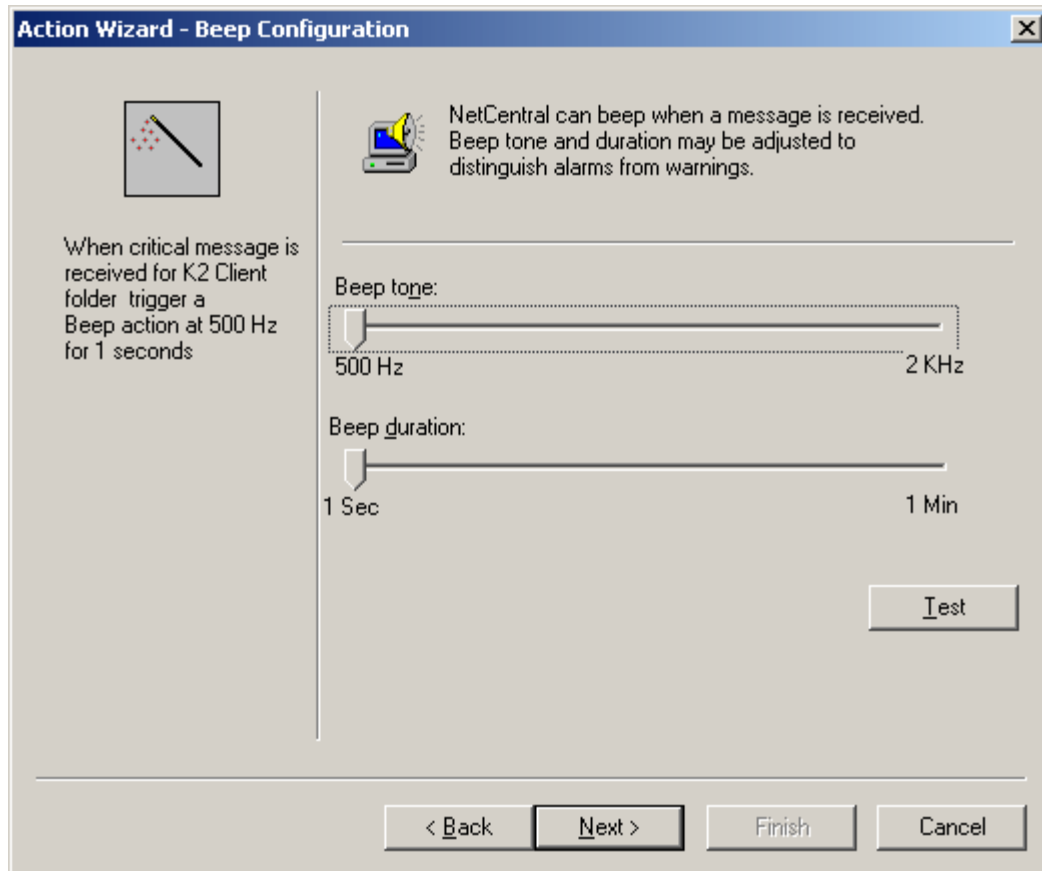 Action Wizard - Beep Configuration
NetCentral can beep when a message is received.
Beep tone and duration may be adjusted to
distinguish alarms from warnings.
When critical message is
received for K2 Client
folder trigger a
Beep action at 500 Hz
for 1 seconds
Beep tone:
500 Hz 2 KHz
Beep duration:
1 Sec 1 Min
Test
< Back Next > Finish Cancel